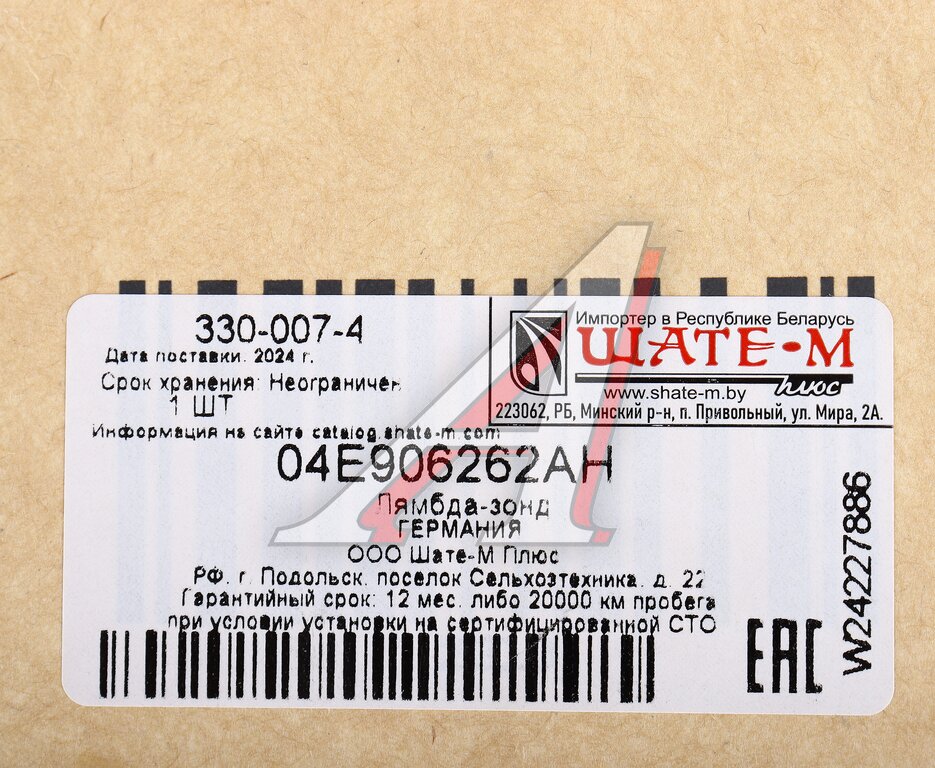 330-007-4
Дата поставки. 2024 г.
Срок хранения: Неограничен
1 ШТ
Информация на сайте catalog.shate-m.com
Импортер в Республике Беларусь
ШАТЕ-М
плюс
www.shate-m.by
223062, РБ, Минский р-н, п. Привольный, ул. Мира, 2А.
04E906262AH
Лямбда-зонд
ГЕРМАНИЯ
ООО Шате-М Плюс
РФ. г. Подольск. поселок Сельхозтехника. д. 22
Гарантийный срок: 12 мес. либо 20000 км пробега
при условии установки на сертифицированной СТО
EAC
W24227886